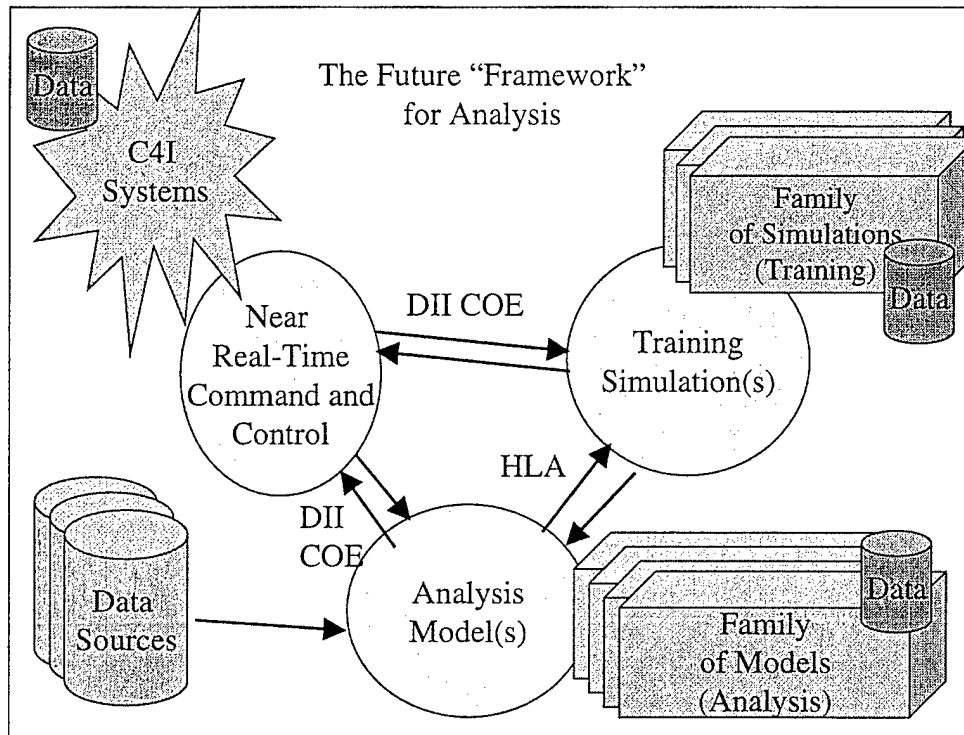 The Future “Framework”
for Analysis
Data
C4I
Systems
Family
of Simulations
(Training)
Data
Near
Real-Time
Command and
Control
DII COE
Training
Simulation(s)
HLA
DII
COE
Data
Sources
Analysis
Model(s)
Data
Family
of Models
(Analysis)